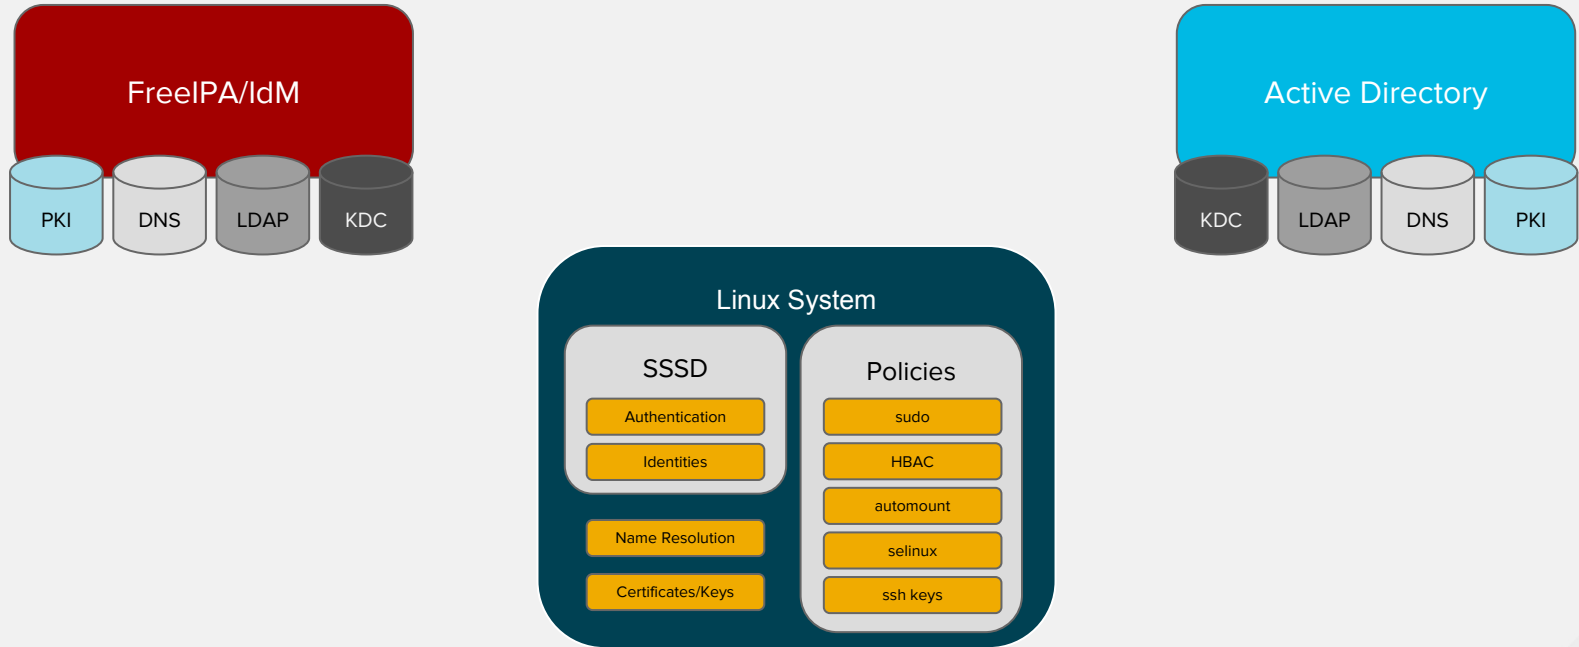 FreeIPA/IdM
Active Directory
PKI
DNS
LDAP
KDC
KDC
LDAP
DNS
PKI
Linux System
SSSD
Authentication
Identities
Name Resolution
Certificates/Keys
Policies
sudo
HBAC
automount
selinux
ssh keys